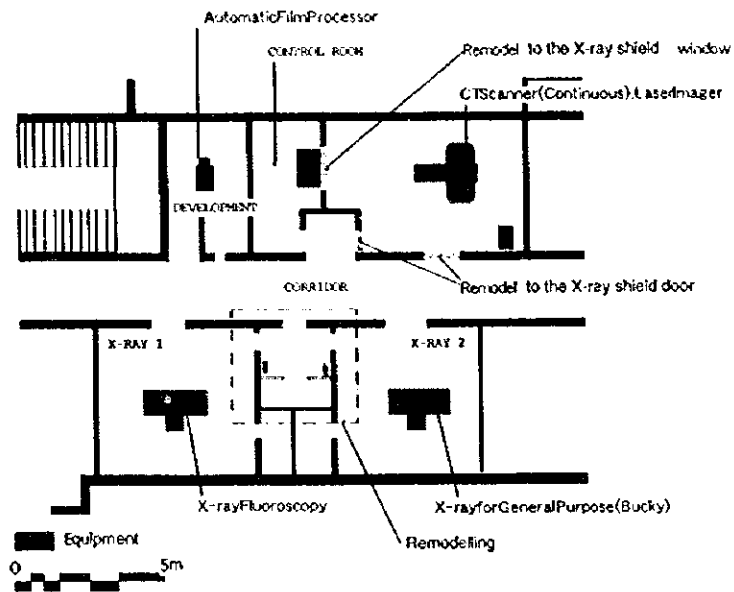 AutomaticFilmProcessor
CONTROL ROOM
Remodel to the X-ray shield window
CTScanner(Continuous).LaserImager
DEVELOPMENT
CORRIDOR
Remodel to the X-ray shield door
X-RAY 1
X-RAY 2
X-rayFluoroscopy
X-rayforGeneralPurpose(Bucky)
Remodelling
Equipment
0 5m